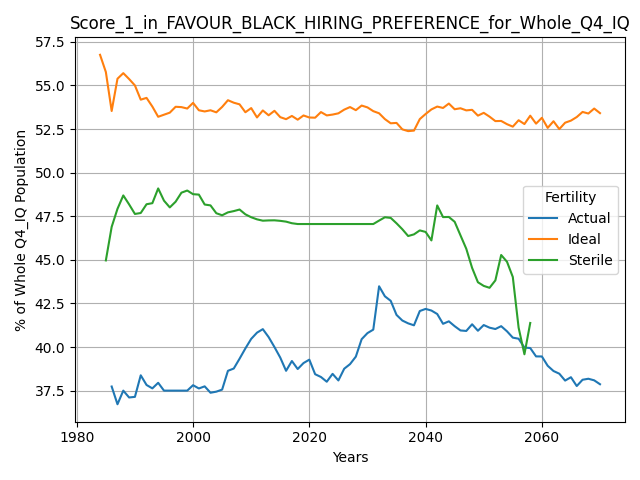 Score_1_in_FAVOUR_BLACK_HIRING_PREFERENCE_for_Whole_Q4_IQ
57.5
55.0
52.5
50.0
47.5
45.0
42.5
40.0
37.5
% of Whole Q4_IQ Population
Fertility
Actual
Ideal
Sterile
1980
2000
2020
2040
2060
Years